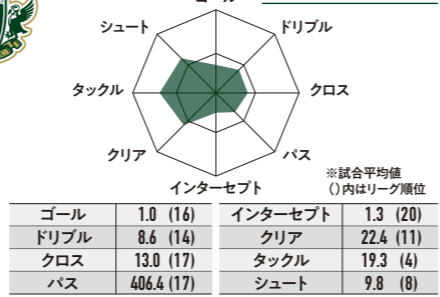 ゴール
シュート
ドリブル
タックル
クロス
クリア
パス
インターセプト
※試合平均値
()内はリーグ順位
ゴール 1.0 (16) インターセプト 1.3 (20)
ドリブル 8.6 (14) クリア 22.4 (11)
クロス 13.0 (17) タックル 19.3 (4)
パス 406.4 (17) シュート 9.8 (8)